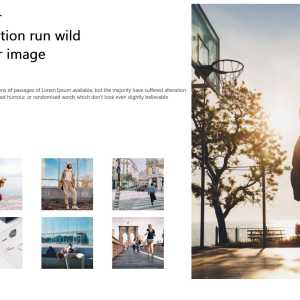 tion run wild
r image
ons of passages of Lorem Ipsum available, but the majority have suffered alteration
humour, or randomised words which don't look even slightly believable